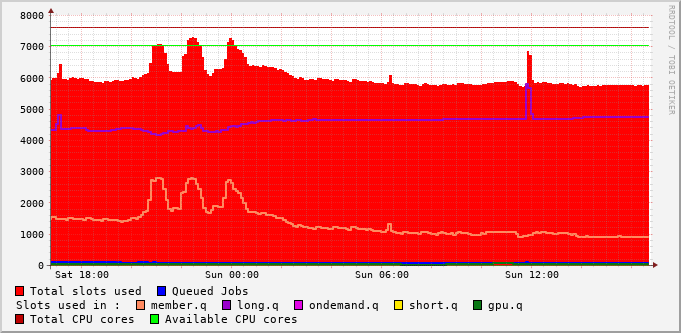 8000
7000
6000
5000
4000
3000
2000
1000
0
Sat 18:00 Sun 00:00 Sun 06:00 Sun 12:00
RRDTOOL / TOBI OETIKER
Total slots used Queued Jobs
Slots used in : member.q long.q ondemand.q short.q gpu.q
Total CPU cores Available CPU cores